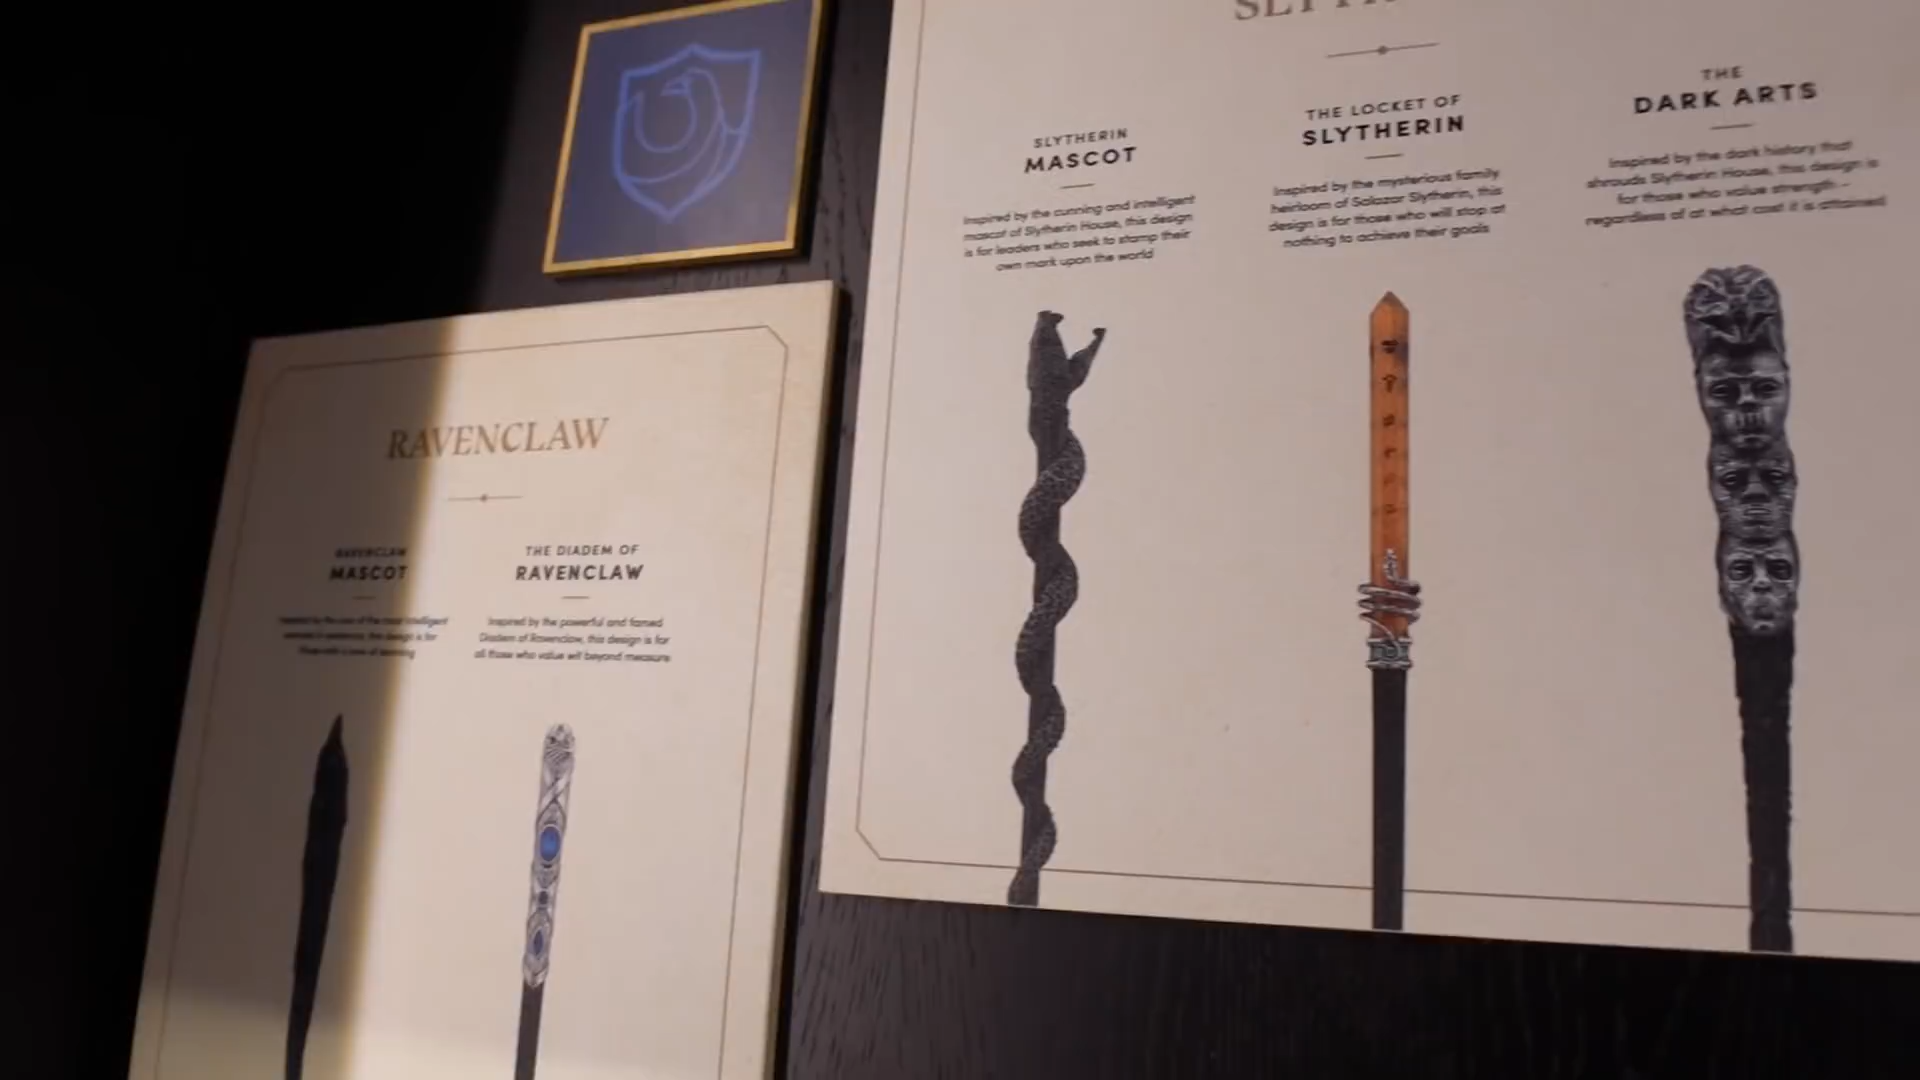 RAVENCLAW
RAVENCLAW
MASCOT
THE DIADEM OF
RAVENCLAW
Inspired by the powerful and famed
Diadem of Ravenclaw, this design is for
all those who value wit beyond measure
SLYTHERIN
MASCOT
Inspired by the cunning and intelligent
mascot of Slytherin House, this design
is for leaders who seek to stamp their
own mark upon the world
THE LOCKET OF
SLYTHERIN
Inspired by the mysterious family
heirloom of Salazar Slytherin, this
design is for those who will stop at
nothing to achieve their goals
THE
DARK ARTS
Inspired by the dark history that
shrouds Slytherin House, this design is
for those who value strength –
regardless of at what cost it is attained